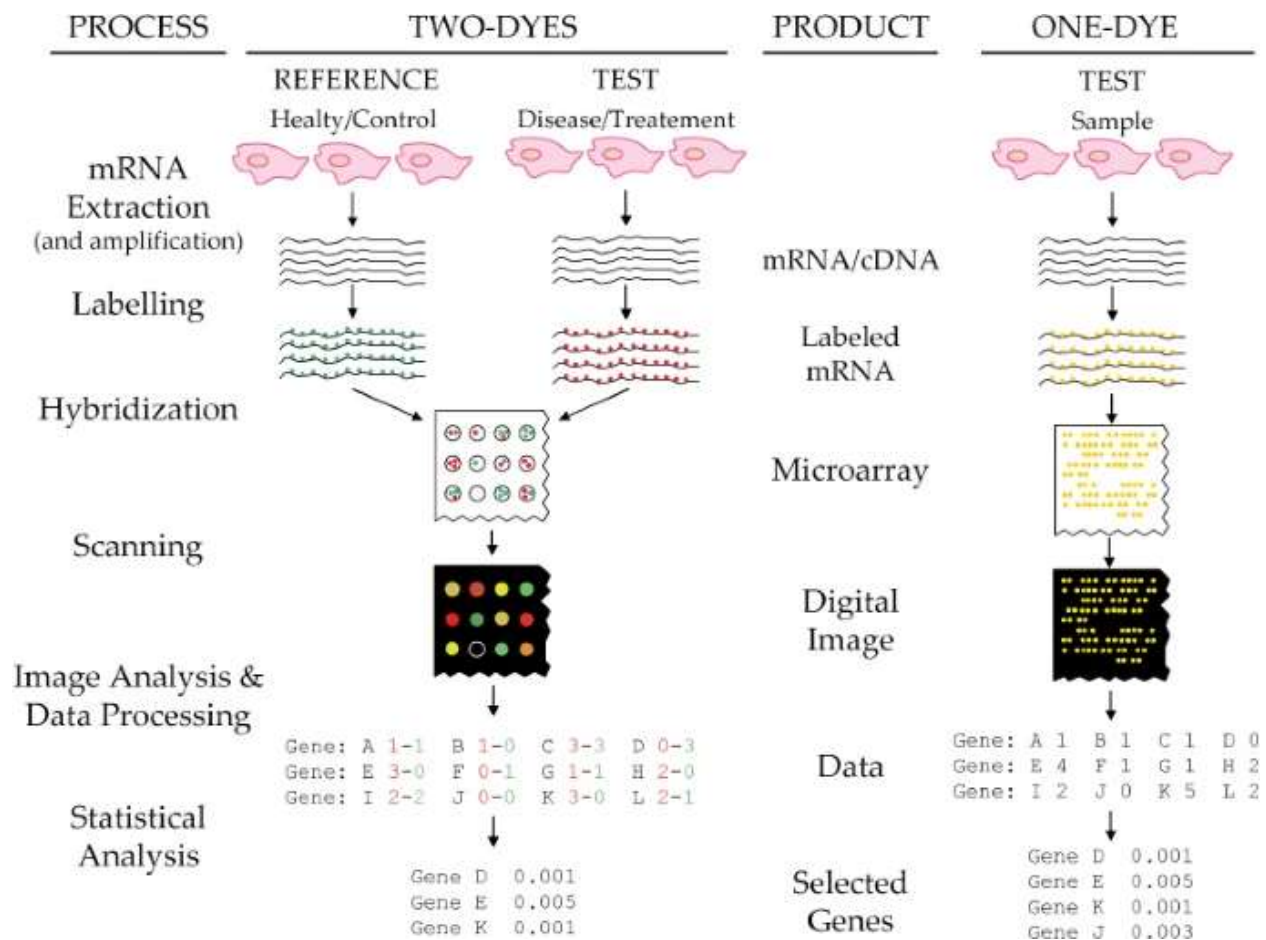 PROCESS
TWO-DYES
PRODUCT
ONE-DYE
REFERENCE
TEST
TEST
Healty/Control
Disease/Treatement
Sample
mRNA
Extraction
(and amplification)
mRNA/cDNA
Labelling
Labeled
mRNA
Hybridization
Microarray
Scanning
Digital
Image
Image Analysis &
Data Processing
Gene: A 1-1 B 1-0 C 3-3 D 0-3
Gene: E 3-0 F 0-1 G 1-1 H 2-0
Gene: I 2-2 J 0-0 K 3-0 L 2-1
Data
Gene: A 1 B 1 C 1 D 0
Gene: E 4 F 1 G 1 H 2
Gene: I 2 J 0 K 5 L 2
Statistical
Analysis
Gene D 0.001
Gene E 0.005
Gene K 0.001
Selected
Genes
Gene D 0.001
Gene E 0.005
Gene K 0.001
Gene J 0.003